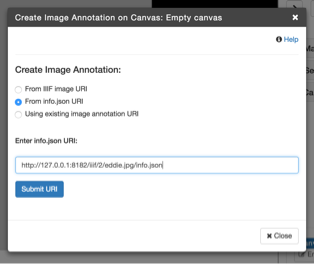 Create Image Annotation on Canvas: Empty canvas ×
Help
Create Image Annotation:
From IIIF image URI
From info.json URI
Using existing image annotation URI
Enter info.json URI:
http://127.0.0.1:8182/iiif/2/eddie.jpg/info.json
Submit URI
× Close